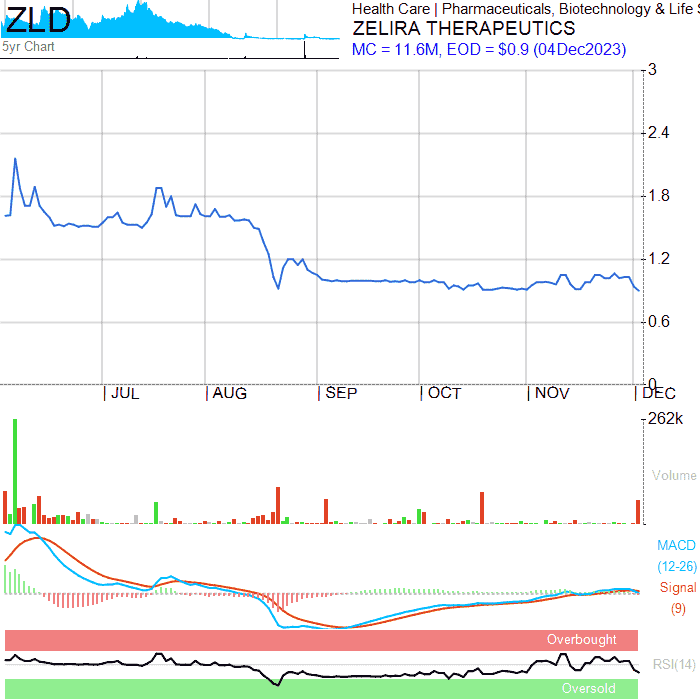 ZLD
5yr Chart
Health Care | Pharmaceuticals, Biotechnology & Life S
ZELIRA THERAPEUTICS
MC = 11.6M, EOD = $0.9 (04Dec2023)
3
2.4
1.8
1.2
0.6
0
JUL AUG SEP OCT NOV DEC
262k
Volume
MACD
(12-26)
Signal
(9)
Overbought
RSI(14)
Oversold